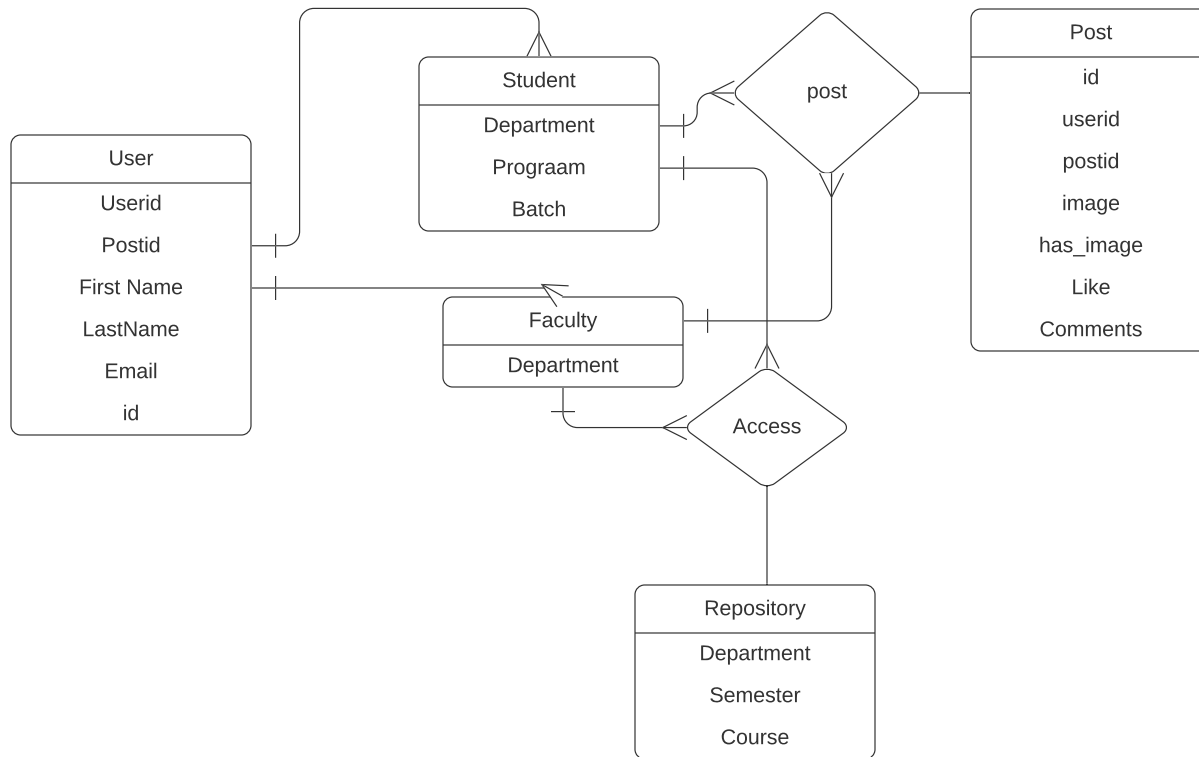 User
Userid
Postid
First Name
LastName
Email
id
Student
Department
Prograam
Batch
Faculty
Department
post
Access
Post
id
userid
postid
image
has_image
Like
Comments
Repository
Department
Semester
Course